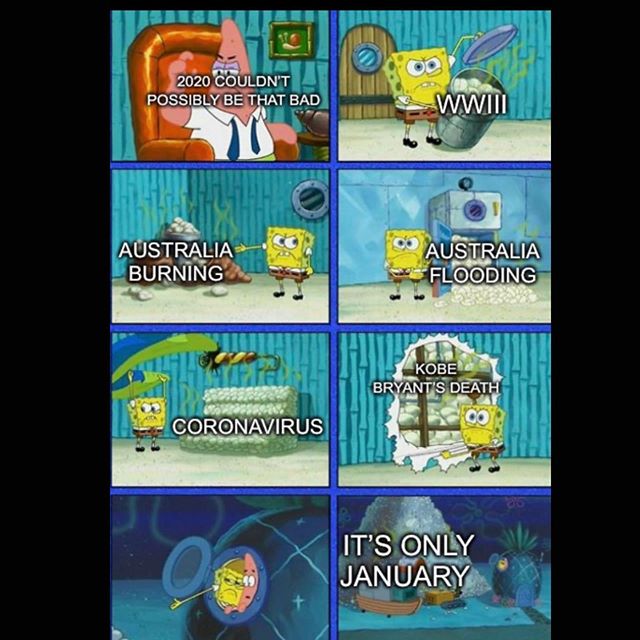 2020 COULDN'T
POSSIBLY BE THAT BAD
WWIII
AUSTRALIA
BURNING
AUSTRALIA
FLOODING
CORONAVIRUS
KOBE
BRYANT'S DEATH
IT'S ONLY
JANUARY